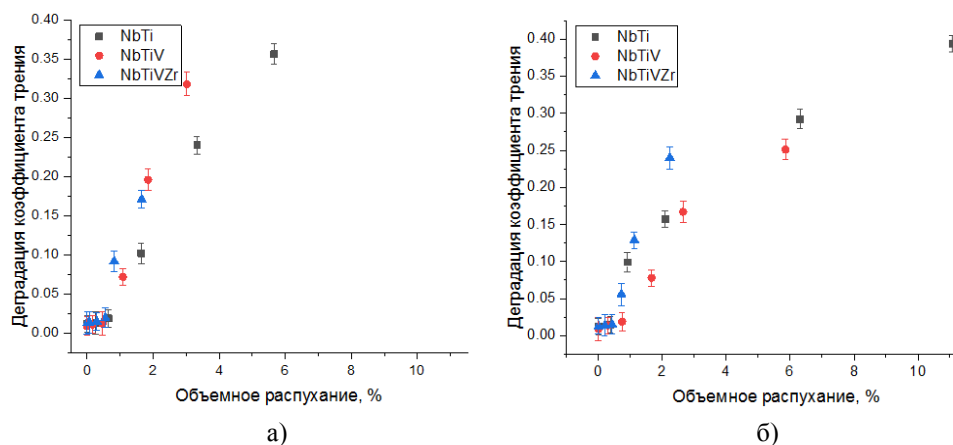 0.40
0.35
0.30
0.25
0.20
0.15
0.10
0.05
0.00
Деградация коэффициента трения
NbTi
NbTiV
NbTiVZr
0 2 4 6 8 10
Объемное распухание, %
а)
0.40
0.35
0.30
0.25
0.20
0.15
0.10
0.05
0.00
Деградация коэффициента трения
NbTi
NbTiV
NbTiVZr
0 2 4 6 8 10
Объемное распухание, %
б)